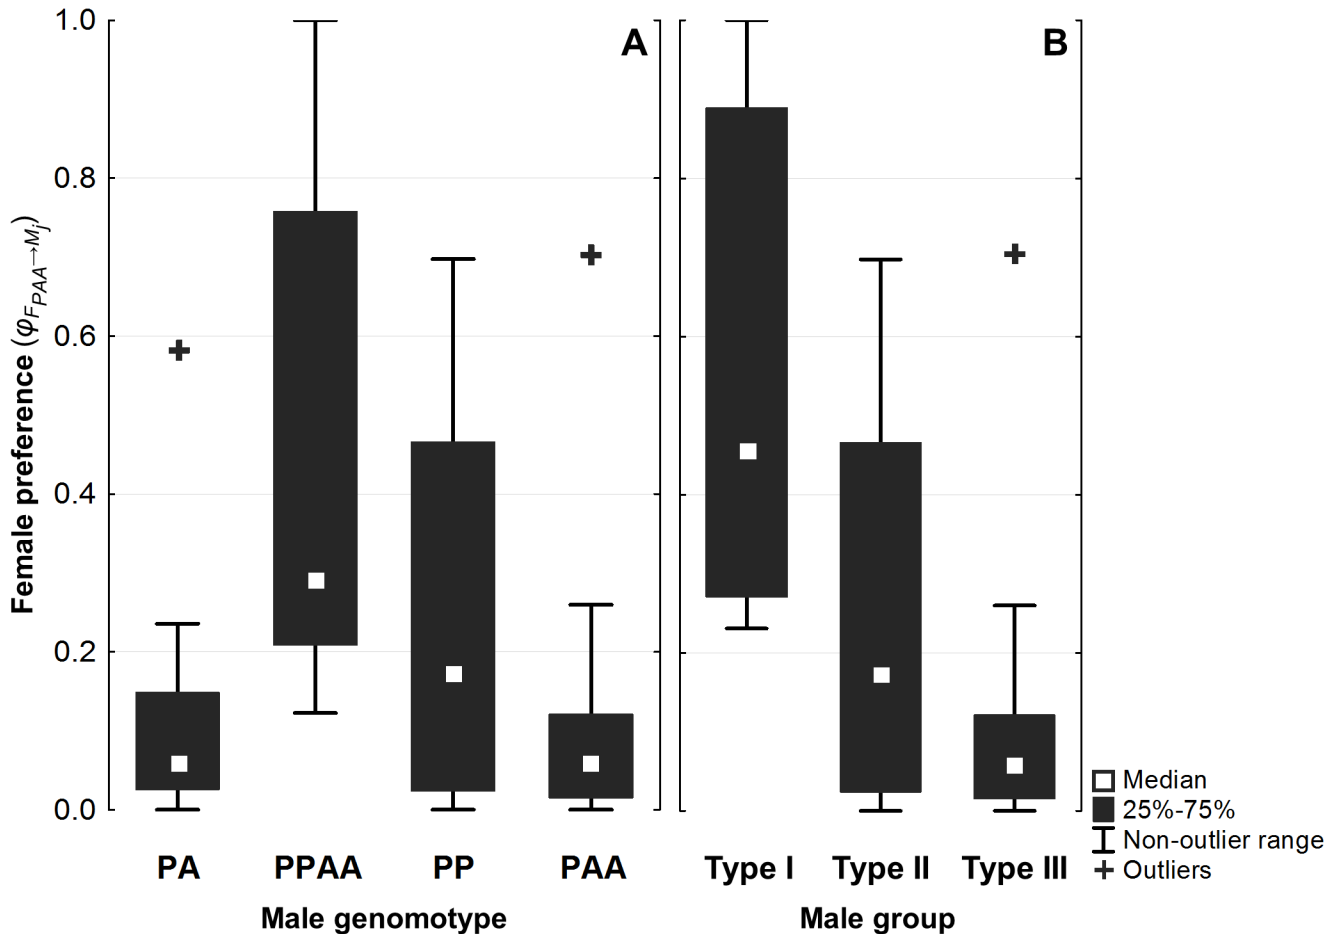 A
B
1.0
0.8
0.6
0.4
0.2
0.0
Female preference (φF_PAA→M_j)
PA PPAA PP PAA
Type I Type II Type III
Male genomotype
Male group
Median
25%-75%
Non-outlier range
Outliers